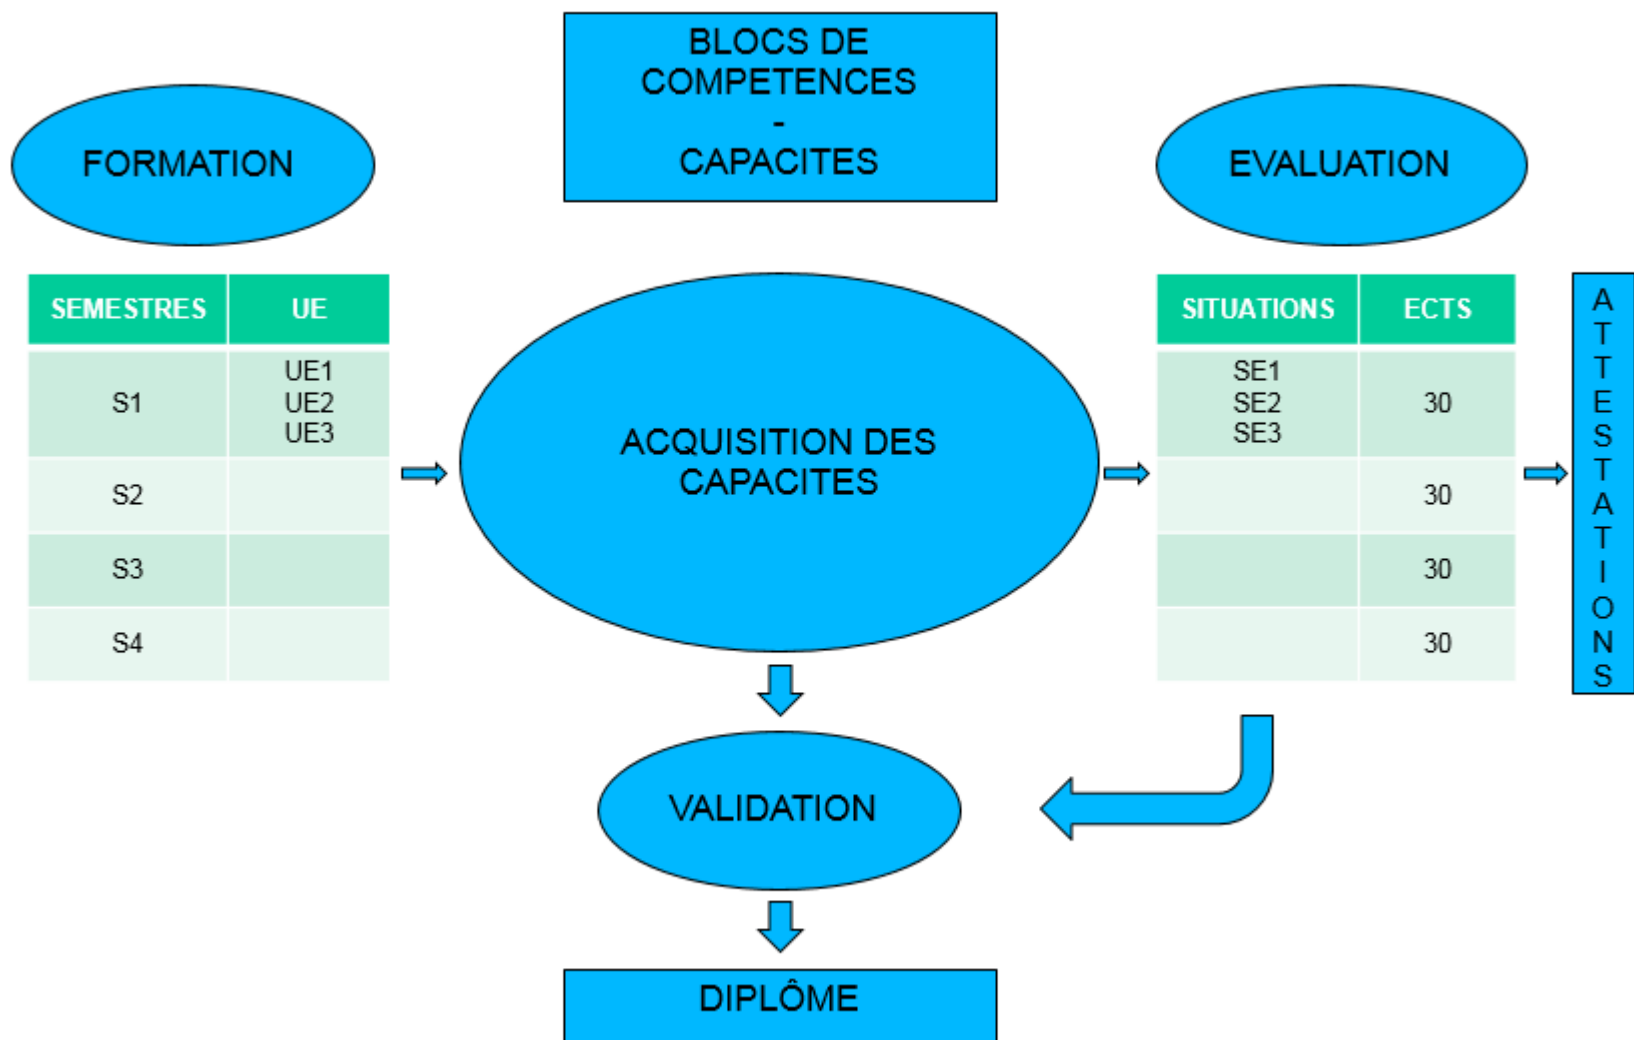 BLOCS DE
COMPETENCES
-
CAPACITES
FORMATION
EVALUATION
SEMESTRES UE
S1
UE1
UE2
UE3
S2
S3
S4
ACQUISITION DES
CAPACITES
SITUATIONS ECTS
SE1
SE2
SE3
30
30
30
30
A
T
T
E
S
T
A
T
I
O
N
S
VALIDATION
DIPLÔME